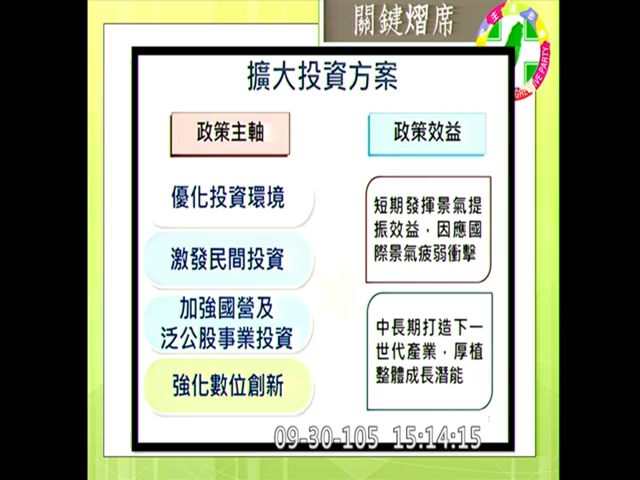 關鍵熠席
擴大投資方案
政策主軸
優化投資環境
激發民間投資
加強國營及
泛公股事業投資
強化數位創新
政策效益
短期發揮景氣提
振效益，因應國
際景氣疲弱衝擊
中長期打造下一
世代產業，厚植
整體成長潛能
09-30-105 15:14:15